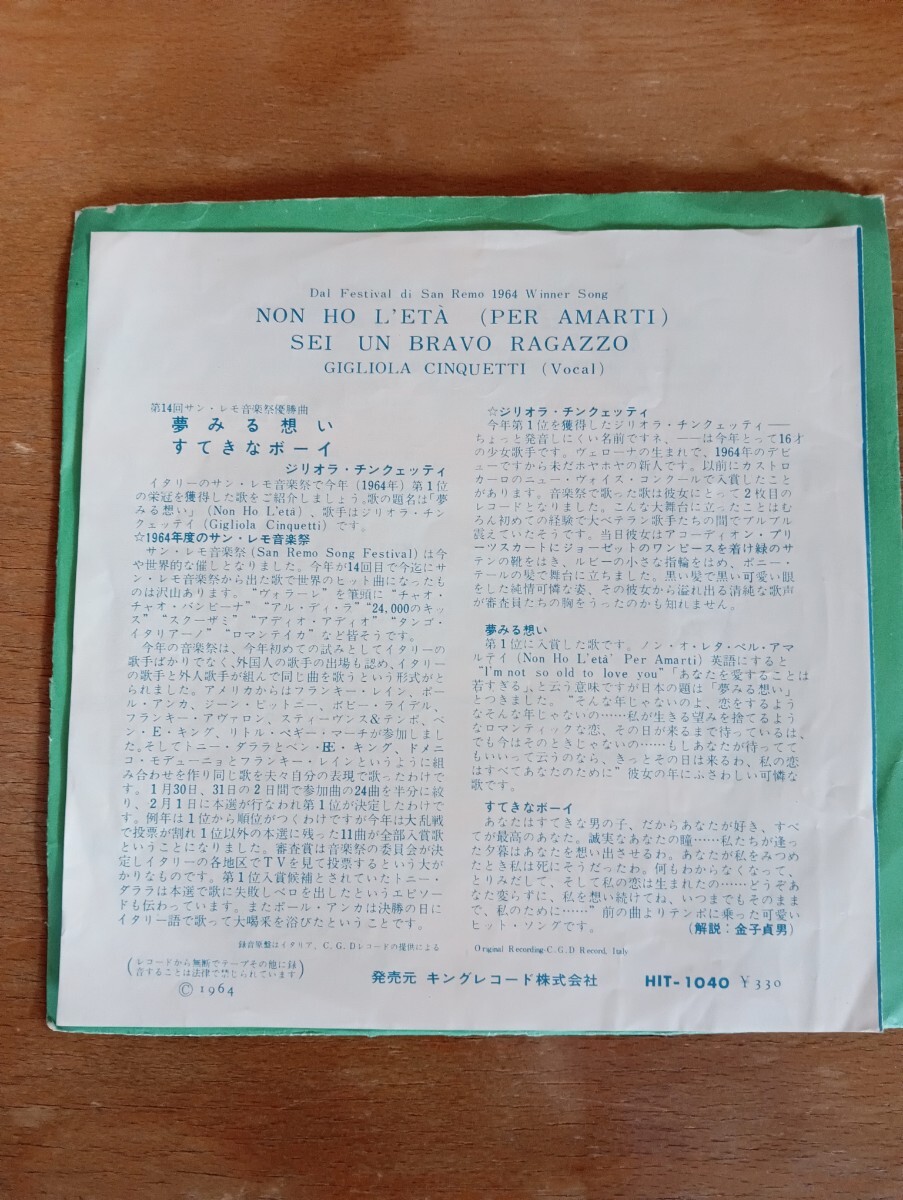 Dal Festival di San Remo 1964 Winner Song
NON HO L'ETÀ (PER AMARTI)
SEI UN BRAVO RAGAZZO
GIGLIOLA CINQUETTI (Vocal)
第14回サン・レモ音楽祭優勝曲
夢みる想い
すてきなボーイ
ジリオラ・チンクェッティ
イタリーのサン・レモ音楽祭で今年(1964年)第1位
の栄冠を獲得した歌をご紹介しましょう。歌の題名は「夢
みる想い」(Non Ho L'età)、歌手はジリオラ・チン
クェッテイ(Gigliola Cinquetti)です。
☆1964年度のサン・レモ音楽祭
サン・レモ音楽祭(San Remo Song Festival)は今
や世界的な催しとなりました。今年が14回目で今迄にサ
ン・レモ音楽祭から出た歌で世界のヒット曲になったも
のは沢山あります。“ヴォラーレ”を筆頭に“チャオ・
チャオ・バンビーナ”“アル・ディ・ラ”“24,000のキッ
ス”“スクーザミ”“アディオ・アディオ”“タンゴ・
イタリアーノ”“ロマンテイカ”など皆そうです。
今年の音楽祭は、今年初めての試みとしてイタリーの
歌手ばかりでなく、外国人の歌手の出場も認め、イタリー
の歌手と外人歌手が組んで同じ曲を歌うという形式がと
られました。アメリカからはフランキー・レイン、ポー
ル・アンカ、ジーン・ピットニー、ボビー・ライデル、
フランキー・アヴァロン、スティーヴンス&テンポ、ベ
ン・E・キング、リトル・ペギー・マーチが参加しまし
た。そしてトニー・ダララとベン・E・キング、ドメニ
コ・モデューニョとフランキー・レインというように組
み合わせを作り同じ歌を夫々自分の表現で歌ったわけで
す。1月30日、31日の2日間で参加曲の24曲を半分に絞
り、2月1日に本選が行なわれ第1位が決定したわけで
す。例年は1位から順位がつくわけですが今年は大乱戦
で投票が割れ1位以外の本選に残った11曲が全部入賞歌
ということになりました。審査賞は音楽祭の委員会が決
定しイタリーの各地区でTVを見て投票するという大が
かりなものです。第1位入賞候補とされていたトニー・
ダララは本選で歌に失敗しベロを出したというエピソー
ドも伝わっています。またポール・アンカは決勝の日に
イタリー語で歌って大喝采を浴びたということです。
録音原盤はイタリア、C.G.Dレコードの提供による
(レコードから無断でテープその他に録
音することは法律で禁じられています)
© 1964
☆ジリオラ・チンクェッティ
今年第1位を獲得したジリオラ・チンクェッティ――
ちょっと発音しにくい名前ですネ、――は今年とって16才
の少女歌手です。ヴェローナの生まれで、1964年のデビ
ューですから未だホヤホヤの新人です。以前にカストロ
カーロのニュー・ヴォイス・コンクールで入賞したこと
があります。音楽祭で歌った歌は彼女にとって2枚目の
レコードとなりました。こんな大舞台に立ったことはむ
ろん初めての経験で大ベテラン歌手たちの間でブルブル
震えていたそうです。当日彼女はアコーディオン・プリ
ーツスカートにジョーゼットのワンピースを着け緑のサ
テンの靴をはき、ルビーの小さな指輪をはめ、ポニー・
テールの髪で舞台に立ちました。黒い髪で黒い可愛い眼
をした純情可憐な姿、その彼女から溢れ出る清純な歌声
が審査員たちの胸をうったのかも知れません。
夢みる想い
第1位に入賞した歌です。ノン・オ・レタ・ペル・アマ
ルテイ(Non Ho L'età' Per Amarti)英語にすると
“I'm not so old to love you”「あなたを愛することは
若すぎる」、と云う意味ですが日本の題は「夢みる想い」
とつきました。“そんな年じゃないのよ、恋をするよう
なそんな年じゃないの……私が生きる望みを捨てるよう
なロマンティックな恋、その日が来るまで待っているは、
でも今はそのときじゃないの……もしあなたが待ってて
もいいって云うのなら、きっとその日は来るわ、私の恋
はすべてあなたのために”彼女の年にふさわしい可憐な
歌です。
すてきなボーイ
あなたはすてきな男の子、だからあなたが好き、すべ
てが最高のあなた。誠実なあなたの瞳……私たちが逢っ
た夕暮はあなたを想い出させるわ。あなたが私をみつめ
たとき私は死にそうだったわ。何もわからなくなって、
とりみだして、そして私の恋は生まれたの……どうぞあ
なた変らずに、私を想い続けてね、いつまでもそのまま
で、私のために……”前の曲よりテンポに乗った可愛い
ヒット・ソングです。(解説:金子貞男)
Original Recording-C.G.D Record, Italy
発売元 キングレコード株式会社 HIT-1040 ¥330